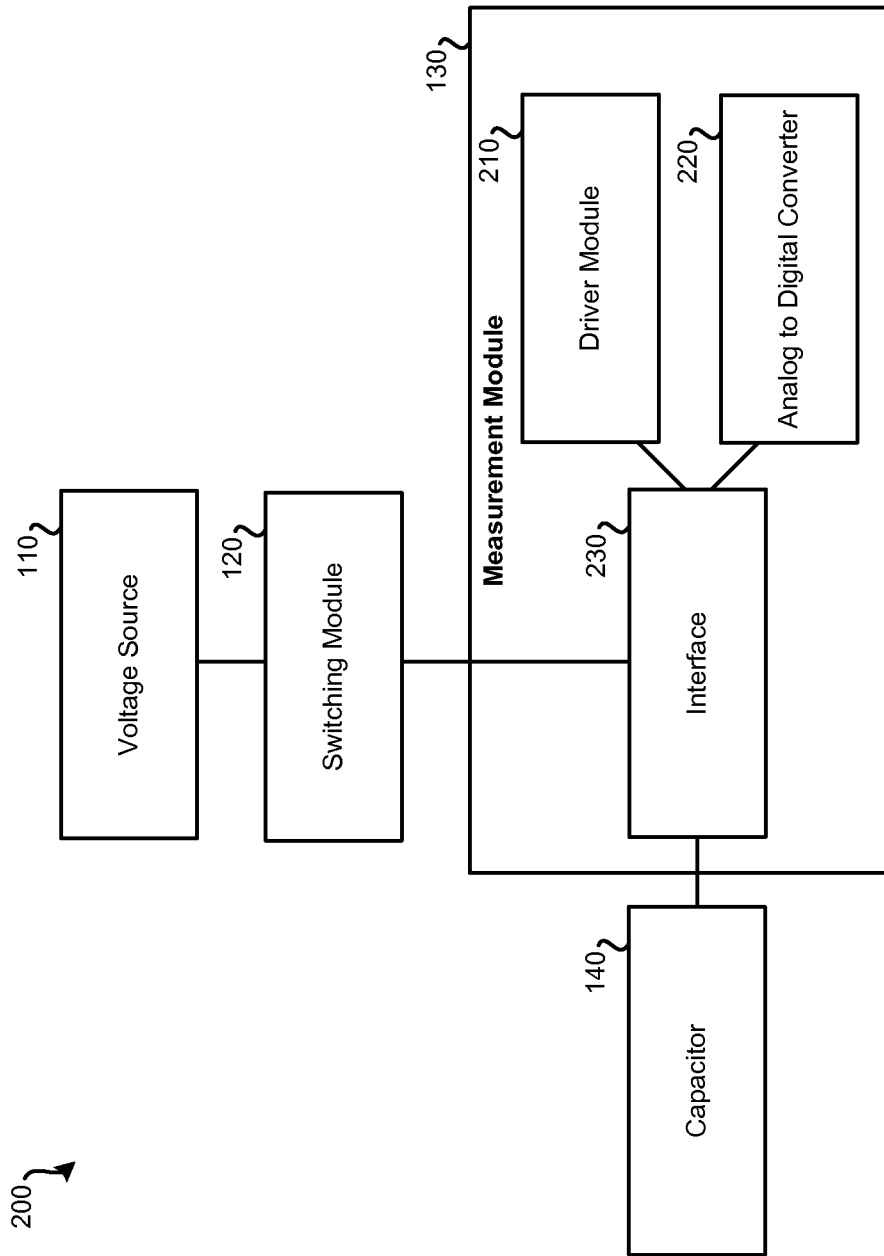 200
110
Voltage Source
120
Switching Module
130
Measurement Module
140
Capacitor
230
Interface
210
Driver Module
220
Analog to Digital Converter